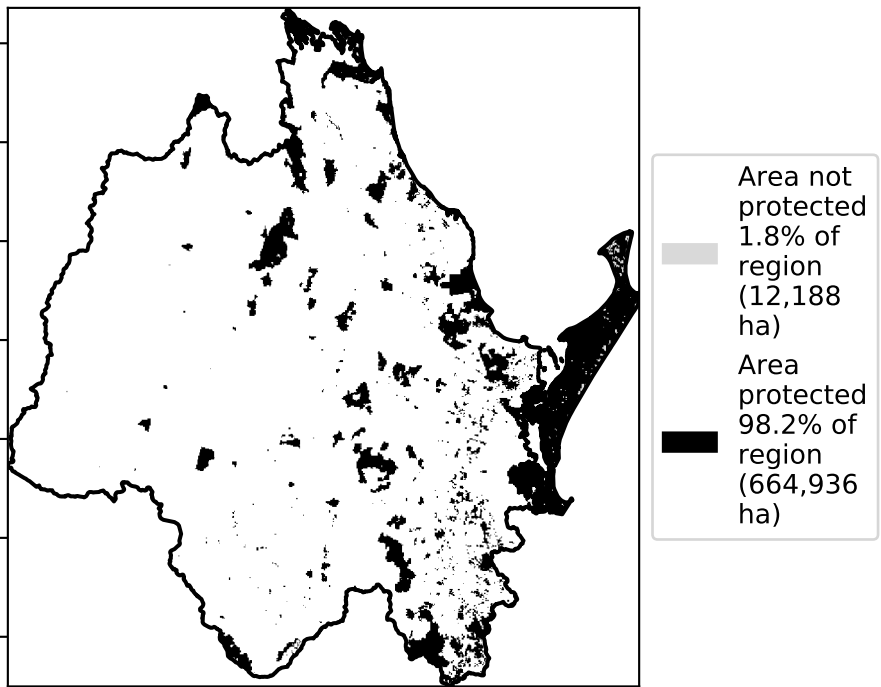 Area not
protected
1.8% of
region
(12,188
ha)
Area
protected
98.2% of
region
(664,936
ha)